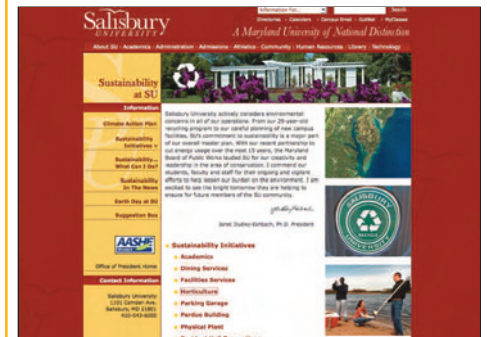 Salisbury
UNIVERSITY
Information For...
Search
Directories • Calendars • Campus Email • GullNet • MyClasses
A Maryland University of National Distinction
About SU • Academics • Administration • Admissions • Athletics • Community • Human Resources • Library • Technology
Sustainability
at SU
Information
Climate Action Plan
Sustainability
Initiatives »
Sustainability...
What Can I Do?
Sustainability
In The News
Earth Day at SU
Suggestion Box
AASHE
Office of President Home
Contact Information
Salisbury University
1101 Camden Ave.
Salisbury, MD 21801
410-543-6000
Salisbury University actively considers environmental
concerns in all of our operations. From our 29-year-old
recycling program to our careful planning of new campus
facilities, SU's commitment to sustainability is a major part
of our overall master plan. With our recent partnership to
cut energy usage over the next 15 years, the Maryland
Board of Public Works lauded SU for our creativity and
leadership in the area of conservation. I commend our
students, faculty and staff for their ongoing and vigilant
efforts to help lessen our burden on the environment. I am
excited to see the bright tomorrow they are helping to
ensure for future members of the SU community.
Janet Dudley-Eshbach, Ph.D. President
Sustainability Initiatives
Academics
Dining Services
Facilities Services
Horticulture
Parking Garage
Perdue Building
Physical Plant
SALISBURY
UNIVERSITY